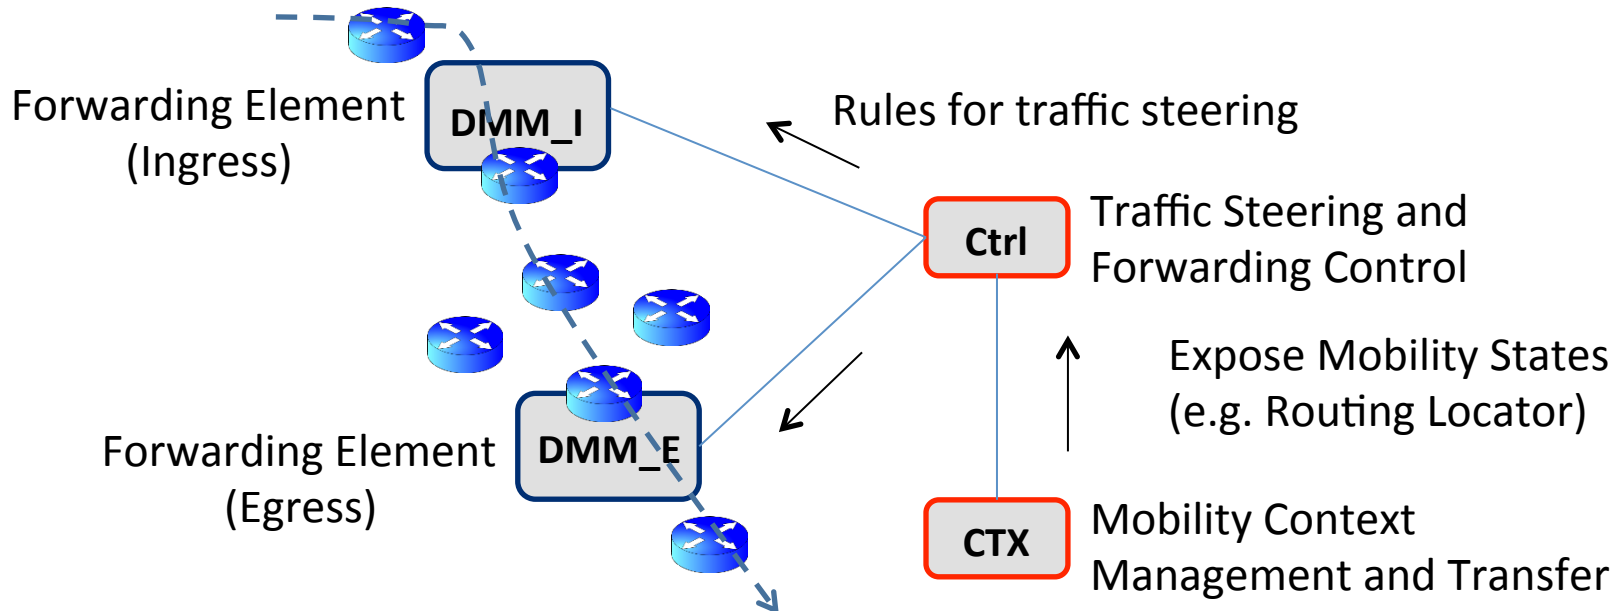 Forwarding Element
(Ingress)
DMM_I
Rules for traffic steering
Ctrl
Traffic Steering and
Forwarding Control
Expose Mobility States
(e.g. Routing Locator)
Forwarding Element
(Egress)
DMM_E
CTX
Mobility Context
Management and Transfer